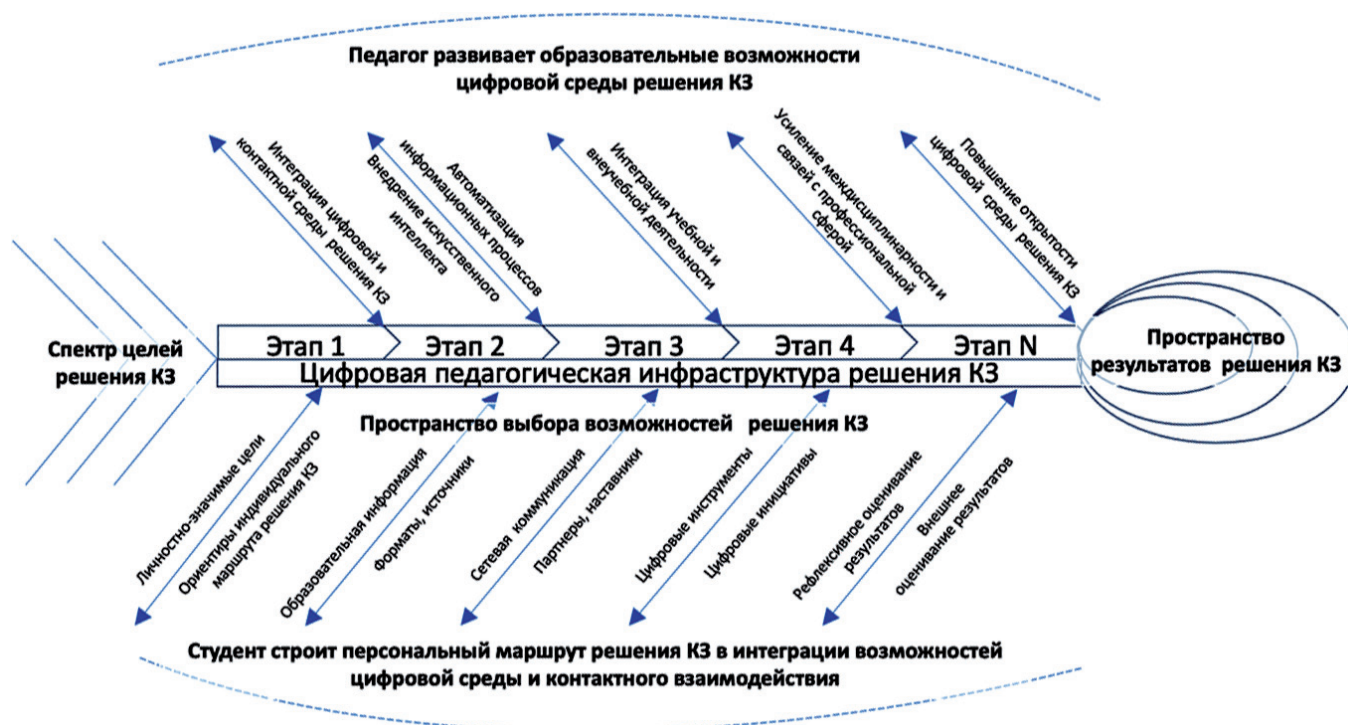 Педагог развивает образовательные возможности
цифровой среды решения КЗ
Интеграция цифровой и
контактной среды решения КЗ
Автоматизация
информационных процессов
Внедрение искусственного
интеллекта
Интеграция учебной и
внеучебной деятельности
Усиление междисциплинарности и
связей с профессиональной
сферой
Повышение открытости
цифровой среды решения КЗ
Спектр целей
решения КЗ
Этап 1
Этап 2
Этап 3
Этап 4
Этап N
Цифровая педагогическая инфраструктура решения КЗ
Пространство
результатов решения КЗ
Пространство выбора возможностей решения КЗ
Личностно-значимые цели
Ориентиры индивидуального
маршрута решения КЗ
Образовательная информация
Форматы, источники
Сетевая коммуникация
Партнеры, наставники
Цифровые инструменты
Цифровые инициативы
Рефлексивное оценивание
результатов
Внешнее
оценивание результатов
Студент строит персональный маршрут решения КЗ в интеграции возможностей
цифровой среды и контактного взаимодействия